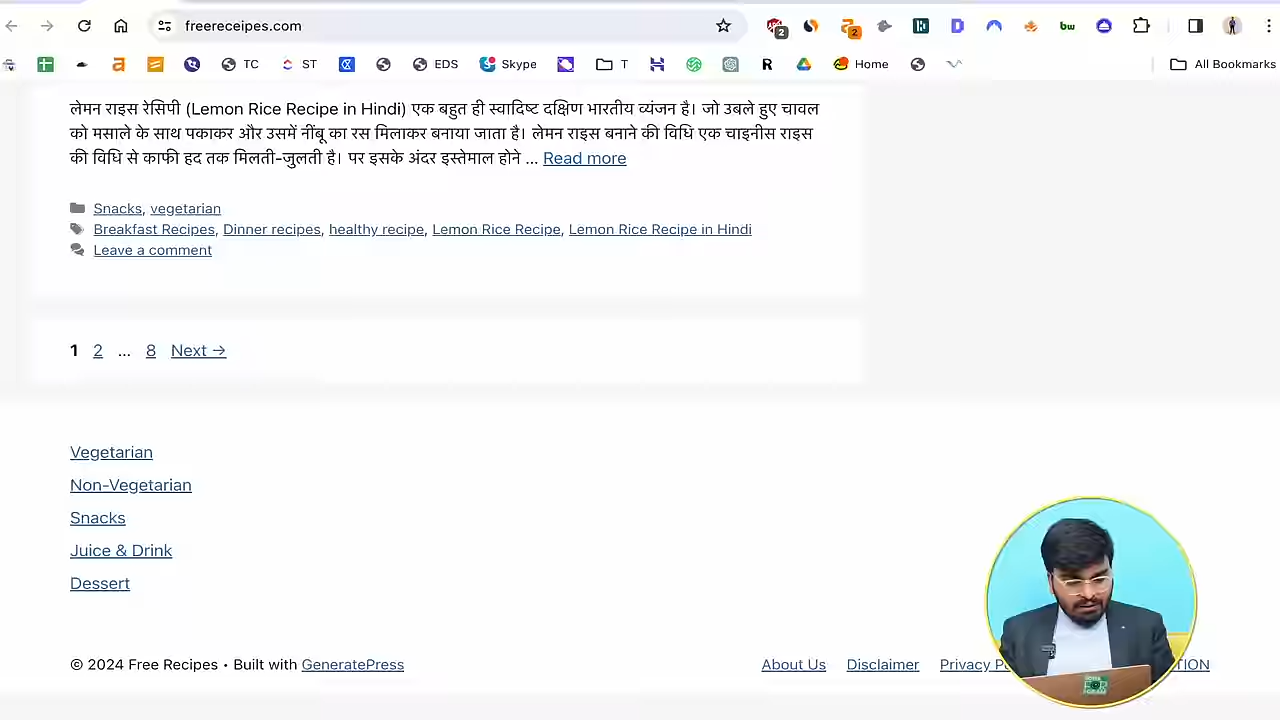 freereceipes.com
2
2
TC
ST
EDS
Skype
T
R
Home
All Bookmarks
लेमन राइस रेसिपी (Lemon Rice Recipe in Hindi) एक बहुत ही स्वादिष्ट दक्षिण भारतीय व्यंजन है। जो उबले हुए चावल
को मसाले के साथ पकाकर और उसमें नींबू का रस मिलाकर बनाया जाता है। लेमन राइस बनाने की विधि एक चाइनीस राइस
की विधि से काफी हद तक मिलती-जुलती है। पर इसके अंदर इस्तेमाल होने ... Read more
Snacks, vegetarian
Breakfast Recipes, Dinner recipes, healthy recipe, Lemon Rice Recipe, Lemon Rice Recipe in Hindi
Leave a comment
1 2 … 8 Next →
Vegetarian
Non-Vegetarian
Snacks
Juice & Drink
Dessert
© 2024 Free Recipes • Built with GeneratePress
About Us Disclaimer Privacy